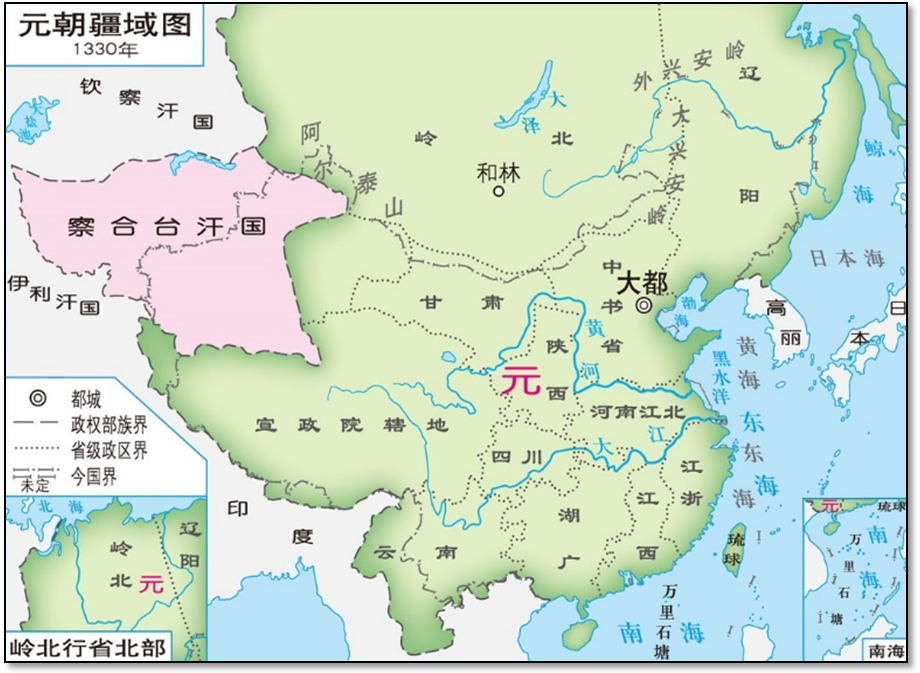 元朝疆域图
1330年
钦察汗国
大盐池
察合台汗国
伊利汗国
阿尔泰山
岭北
大泽
和林
外兴安岭
大兴安岭
辽阳
鲸海
日本海
日本
高丽
中书省
大都
渤海
甘肃
黄河
陕西
元
黑水洋
黄海
河南江北
宣政院辖地
四川
大江
东海
东海
江浙
江西
湖广
云南
琉球
印度
万里石塘
南海
都城
政权部族界
省级政区界
未定
今国界
北海
岭北
辽阳
元
岭北行省北部
元
琉球
南海
万里石塘
南海